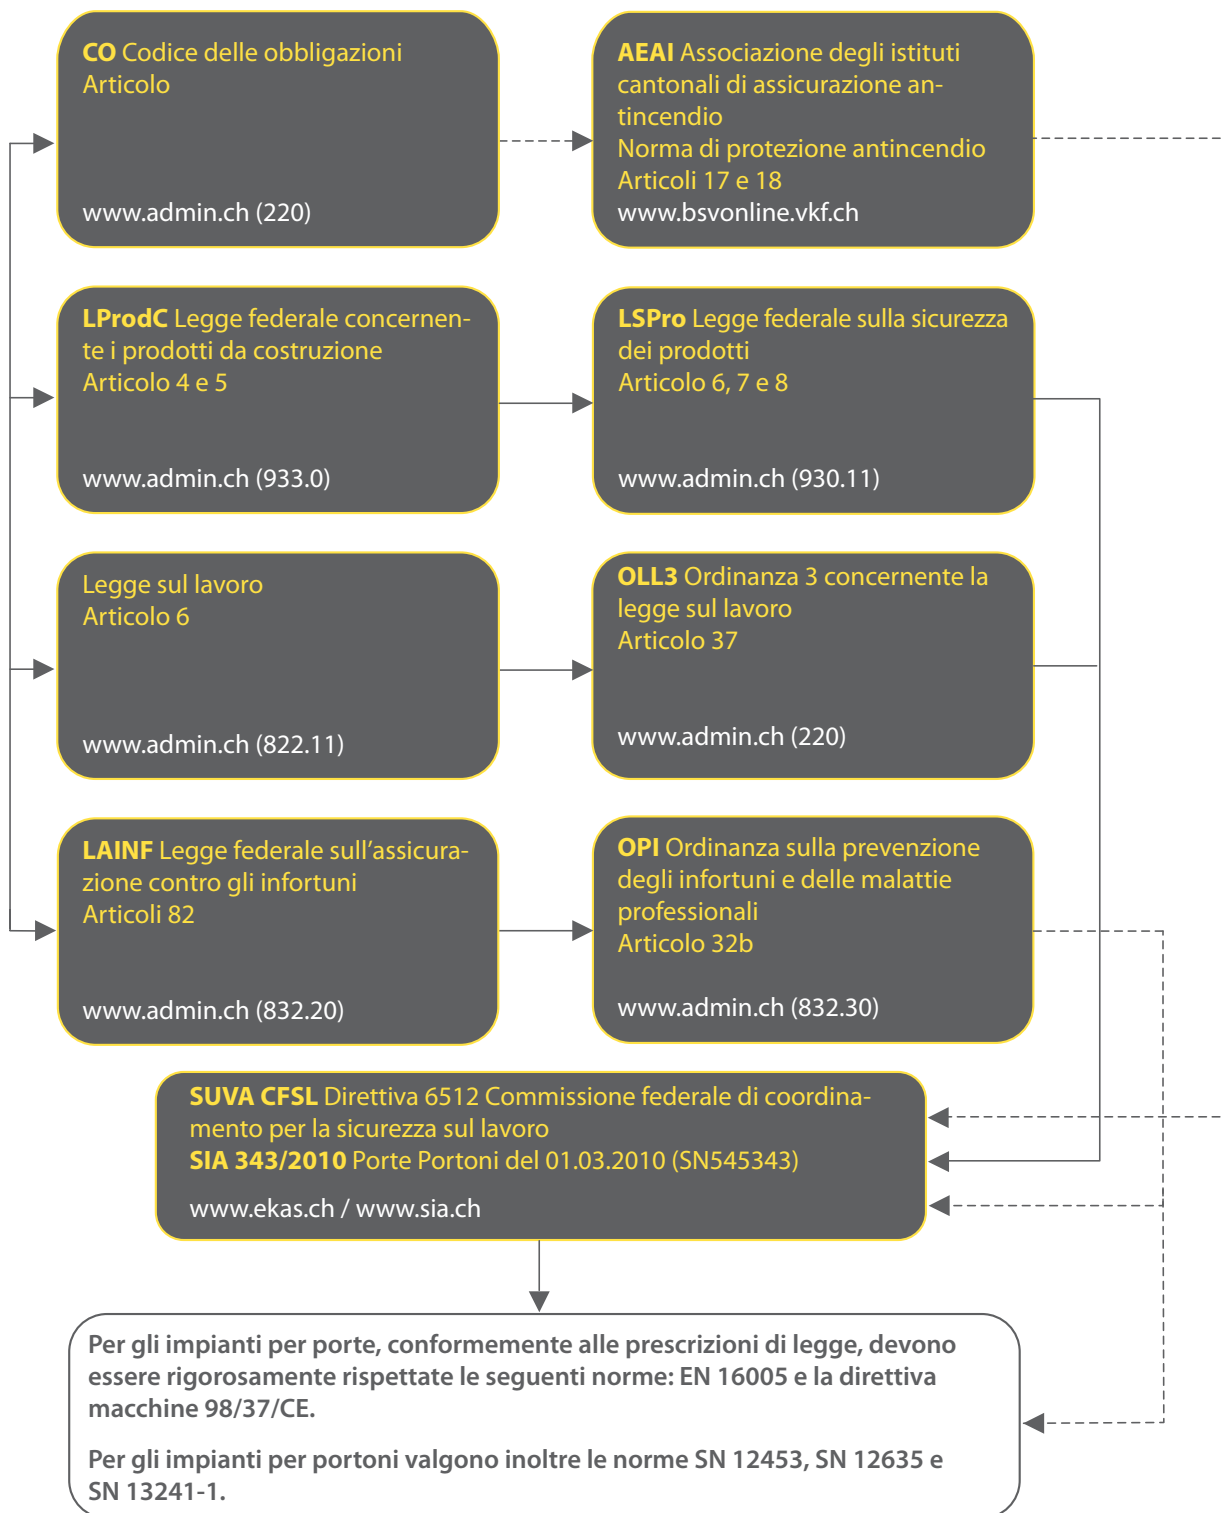 CO Codice delle obbligazioni
Articolo
www.admin.ch (220)
AEAI Associazione degli istituti
cantonali di assicurazione an-
tincendio
Norma di protezione antincendio
Articoli 17 e 18
www.bsvonline.vkf.ch
LProdC Legge federale concernen-
te i prodotti da costruzione
Articolo 4 e 5
www.admin.ch (933.0)
LSPro Legge federale sulla sicurezza
dei prodotti
Articolo 6, 7 e 8
www.admin.ch (930.11)
Legge sul lavoro
Articolo 6
www.admin.ch (822.11)
OLL3 Ordinanza 3 concernente la
legge sul lavoro
Articolo 37
www.admin.ch (220)
LAINF Legge federale sull'assicura-
zione contro gli infortuni
Articoli 82
www.admin.ch (832.20)
OPI Ordinanza sulla prevenzione
degli infortuni e delle malattie
professionali
Articolo 32b
www.admin.ch (832.30)
SUVA CFSL Direttiva 6512 Commissione federale di coordina-
mento per la sicurezza sul lavoro
SIA 343/2010 Porte Portoni del 01.03.2010 (SN545343)
www.ekas.ch / www.sia.ch
Per gli impianti per porte, conformemente alle prescrizioni di legge, devono
essere rigorosamente rispettate le seguenti norme: EN 16005 e la direttiva
macchine 98/37/CE.
Per gli impianti per portoni valgono inoltre le norme SN 12453, SN 12635 e
SN 13241-1.